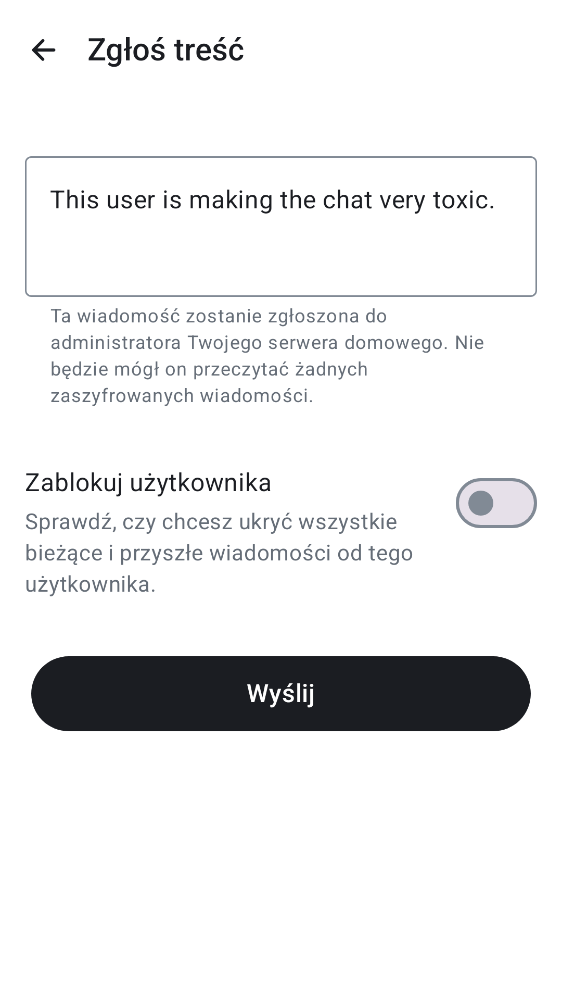 Zgłoś treść
This user is making the chat very toxic.
Ta wiadomość zostanie zgłoszona do
administratora Twojego serwera domowego. Nie
będzie mógł on przeczytać żadnych
zaszyfrowanych wiadomości.
Zablokuj użytkownika
Sprawdź, czy chcesz ukryć wszystkie
bieżące i przyszłe wiadomości od tego
użytkownika.
Wyślij